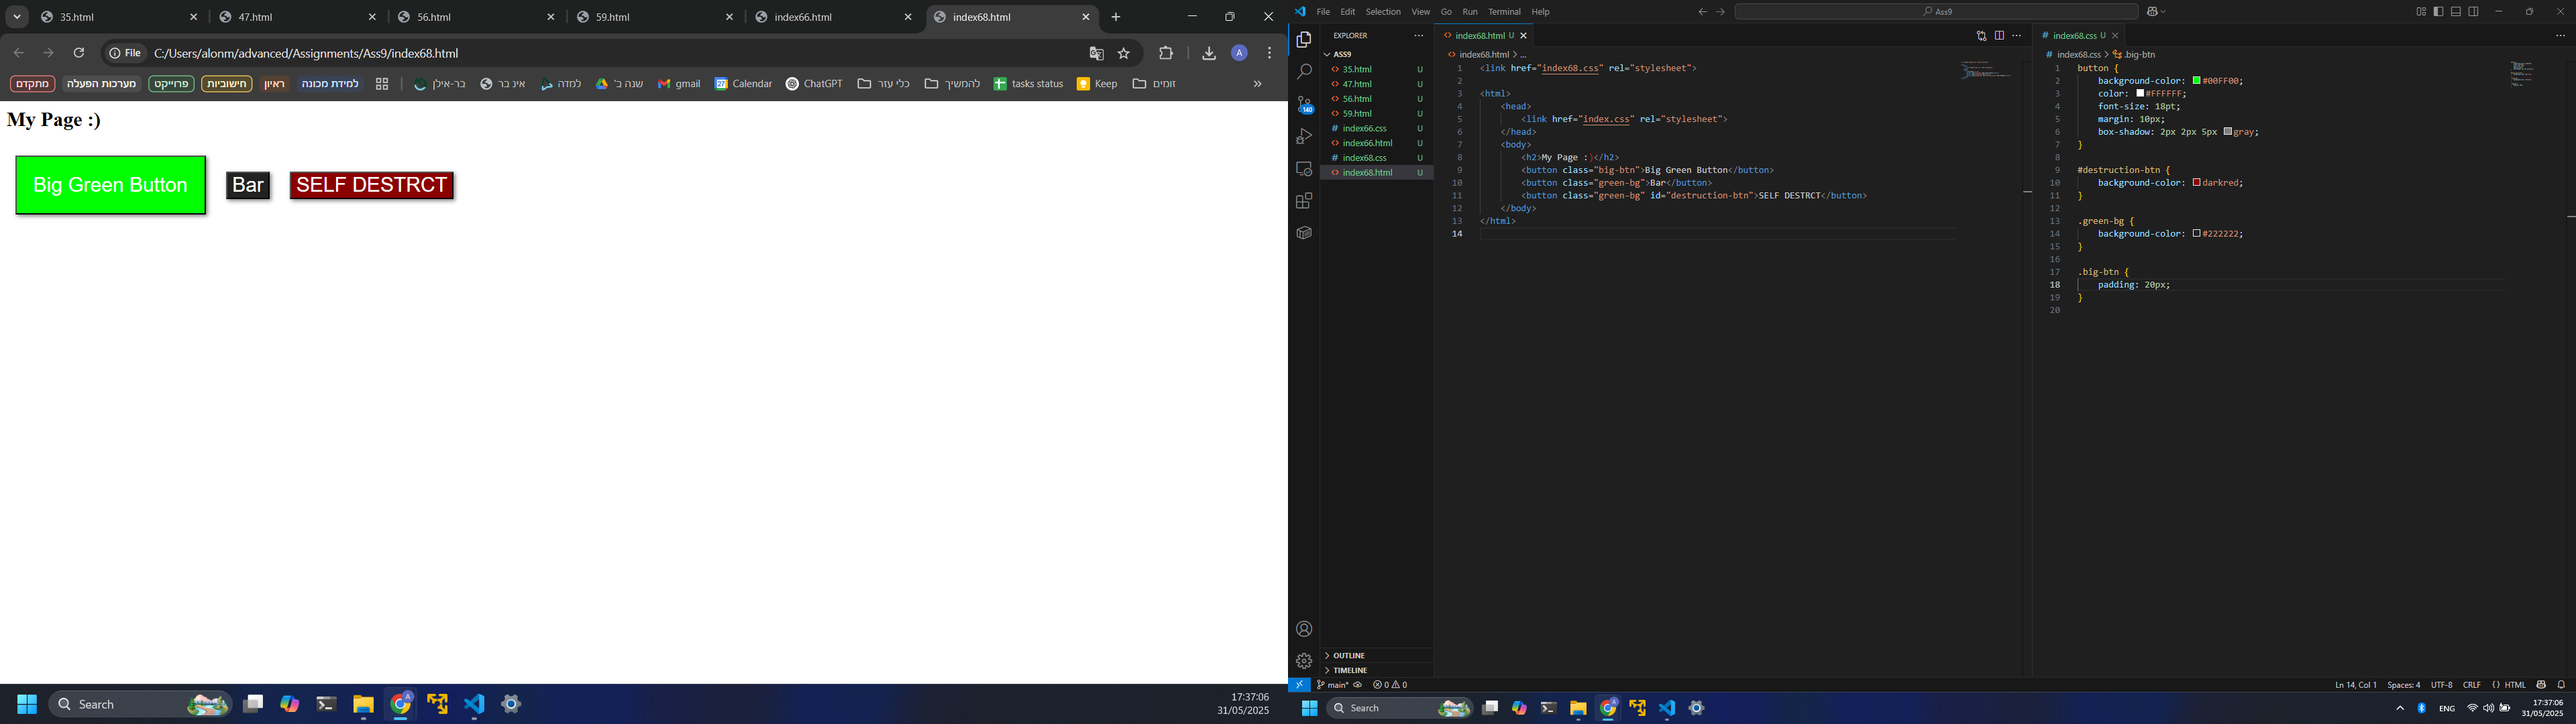 35.html
47.html
56.html
59.html
index66.html
index68.html
File C:/Users/alonm/advanced/Assignments/Ass9/index68.html
A
מתקדם מערכות הפעלה פרוייקט חישוביות ראיון למידת מכונה בר-אילן אינ בר למדה שנה ב' gmail Calendar ChatGPT כלי עזר להמשיך tasks status Keep זומים »
My Page :)
Big Green Button Bar SELF DESTRCT
Search
17:37:06
31/05/2025
File Edit Selection View Go Run Terminal Help
Ass9
EXPLORER
ASS9
35.html U
47.html U
56.html U
59.html U
index66.css U
index66.html U
index68.css U
index68.html U
OUTLINE
TIMELINE
140
index68.html U
index68.html > ...
1 <link href="index68.css" rel="stylesheet">
2
3 <html>
4 <head>
5 <link href="index.css" rel="stylesheet">
6 </head>
7 <body>
8 <h2>My Page :)</h2>
9 <button class="big-btn">Big Green Button</button>
10 <button class="green-bg">Bar</button>
11 <button class="green-bg" id="destruction-btn">SELF DESTRCT</button>
12 </body>
13 </html>
14
# index68.css U
# index68.css > .big-btn
1 button {
2 background-color: #00FF00;
3 color: #FFFFFF;
4 font-size: 18pt;
5 margin: 10px;
6 box-shadow: 2px 2px 5px gray;
7 }
8
9 #destruction-btn {
10 background-color: darkred;
11 }
12
13 .green-bg {
14 background-color: #222222;
15 }
16
17 .big-btn {
18 padding: 20px;
19 }
20
main* 0 0
Ln 14, Col 1 Spaces: 4 UTF-8 CRLF {} HTML
Search
ENG
17:37:06
31/05/2025